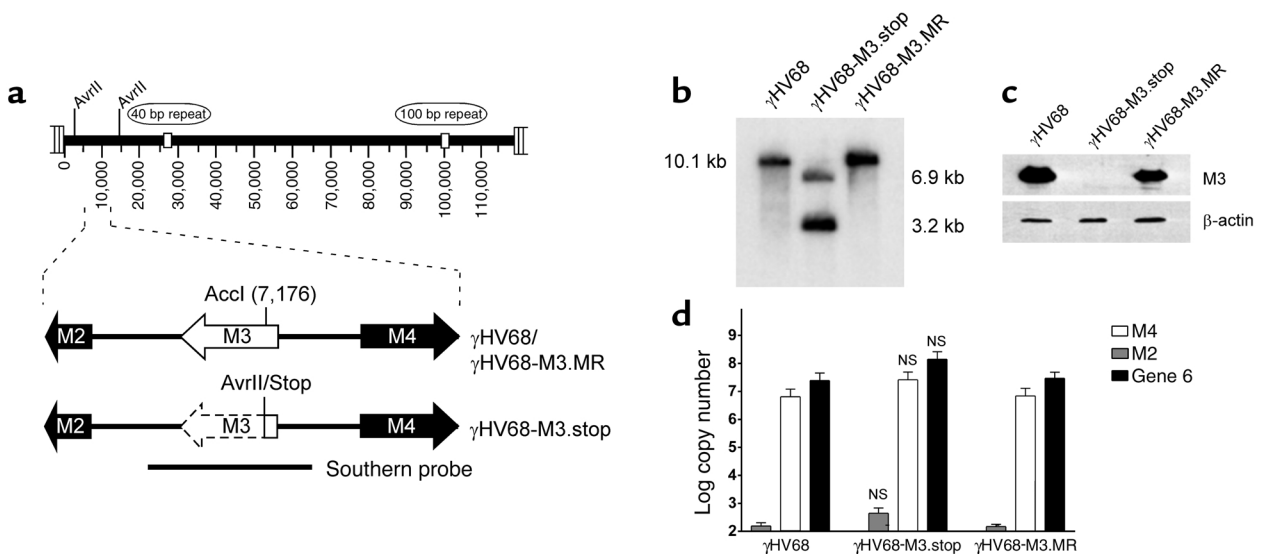 a
AvrII
AvrII
40 bp repeat
100 bp repeat
0
10,000
20,000
30,000
40,000
50,000
60,000
70,000
80,000
90,000
100,000
110,000
AccI (7,176)
M2
M3
M4
γHV68/
γHV68-M3.MR
AvrII/Stop
M2
M3
M4
γHV68-M3.stop
Southern probe
b
γHV68
γHV68-M3.stop
γHV68-M3.MR
10.1 kb
6.9 kb
3.2 kb
c
γHV68
γHV68-M3.stop
γHV68-M3.MR
M3
β-actin
d
Log copy number
9
8
7
6
5
4
3
2
NS
NS
NS
γHV68
γHV68-M3.stop
γHV68-M3.MR
M4
M2
Gene 6